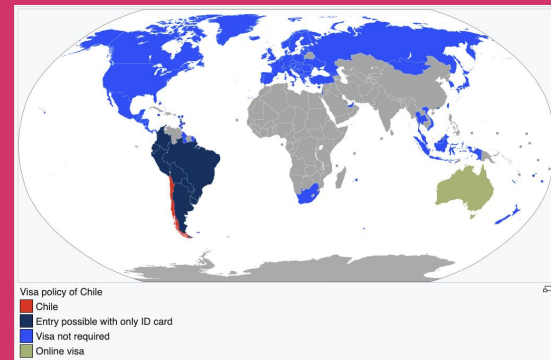 Visa policy of Chile
Chile
Entry possible with only ID card
Visa not required
Online visa